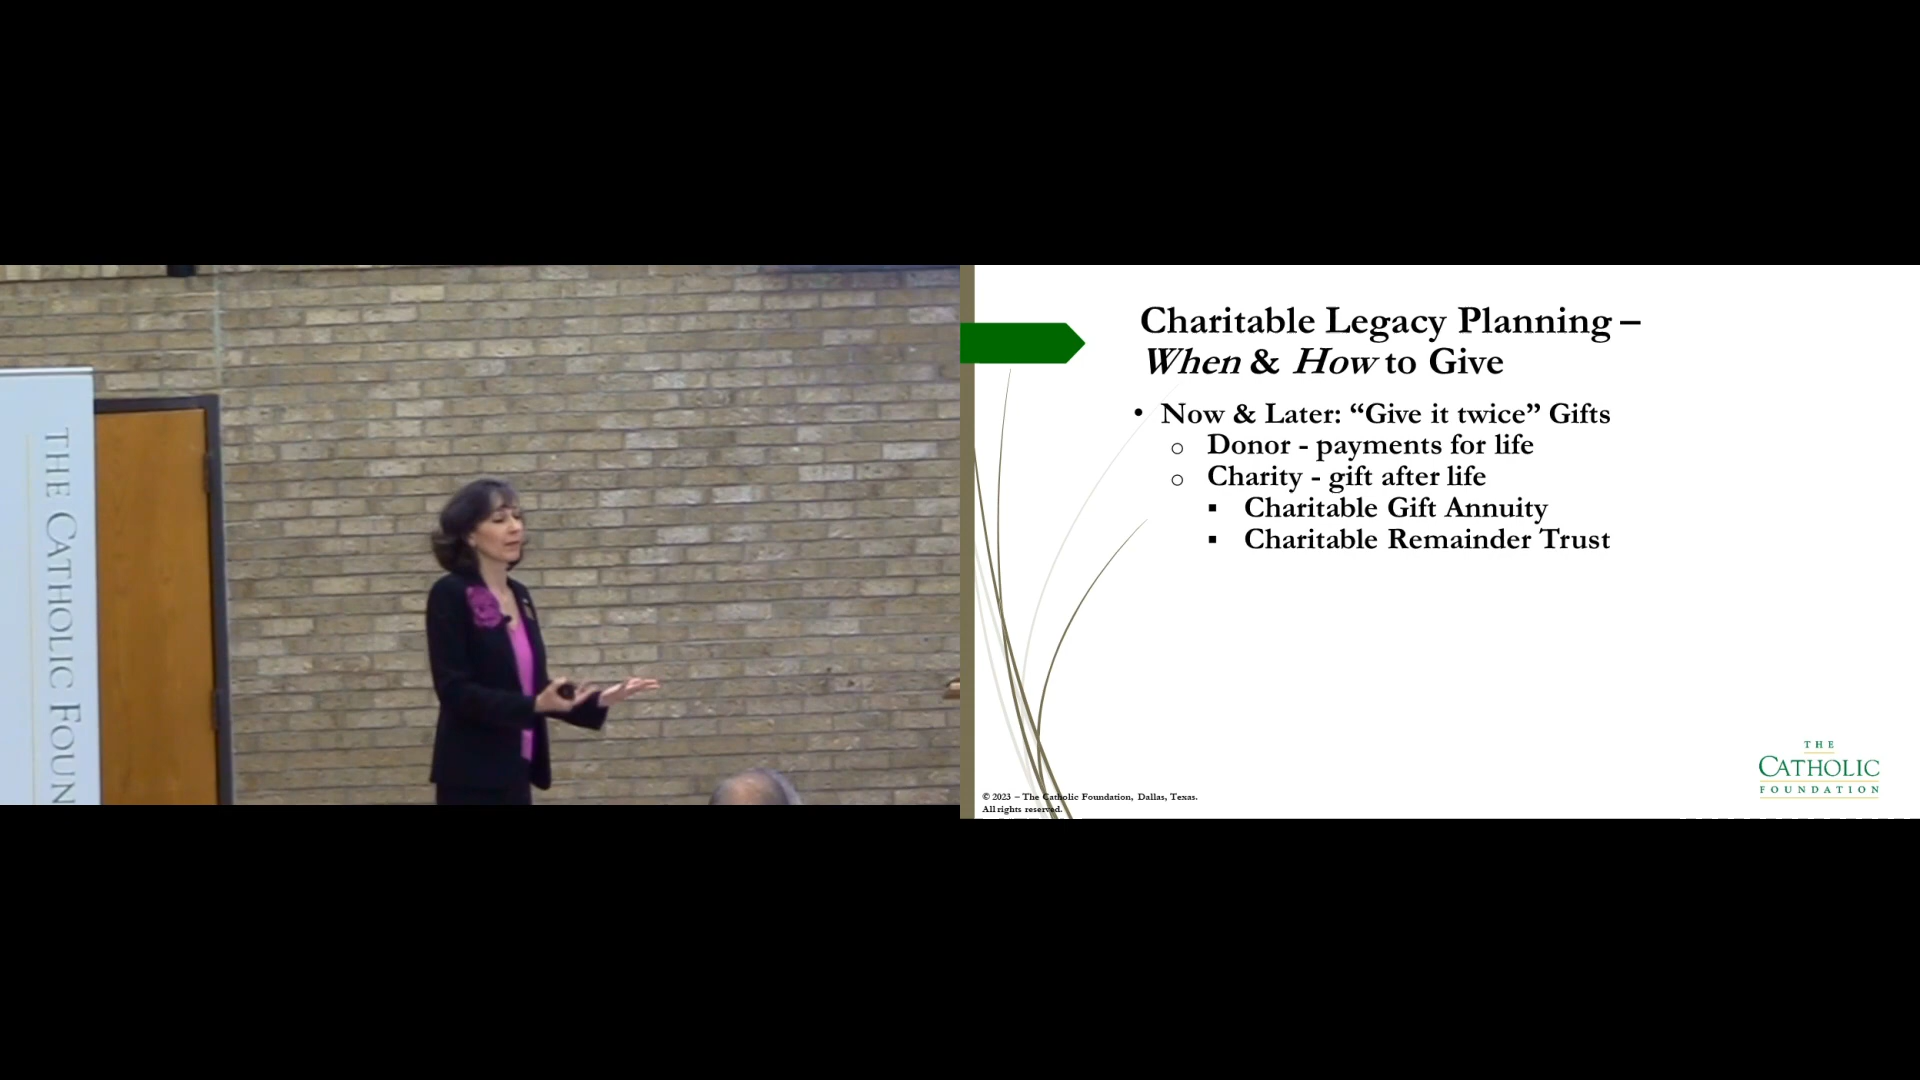 THE CATHOLIC FOUN
Charitable Legacy Planning –
When & How to Give
• Now & Later: “Give it twice” Gifts
o Donor - payments for life
o Charity - gift after life
▪ Charitable Gift Annuity
▪ Charitable Remainder Trust
© 2023 – The Catholic Foundation, Dallas, Texas.
All rights reserved.
THE
CATHOLIC
FOUNDATION